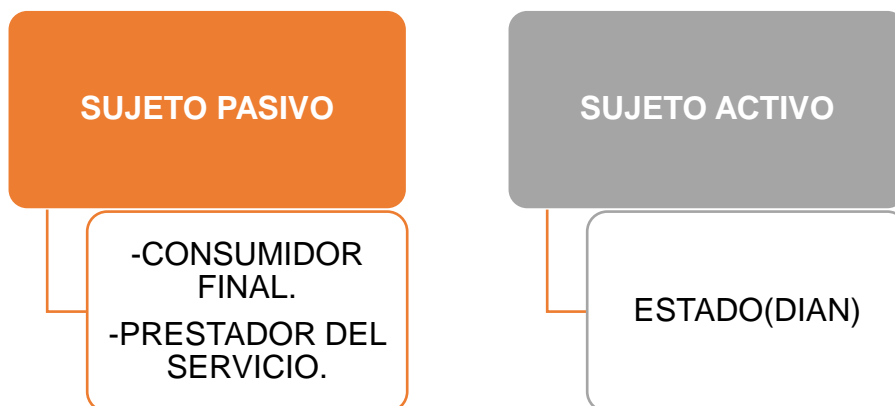 SUJETO PASIVO
-CONSUMIDOR
FINAL.
-PRESTADOR DEL
SERVICIO.
SUJETO ACTIVO
ESTADO(DIAN)